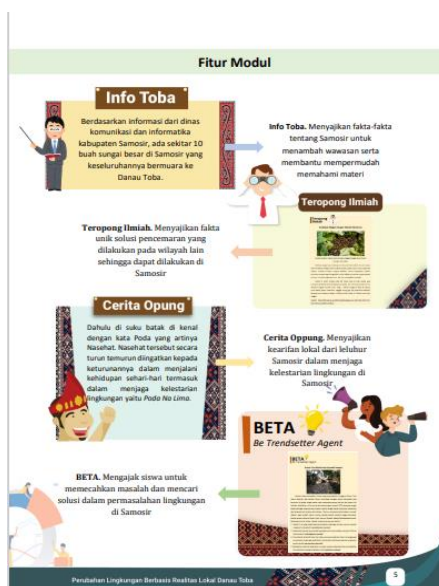 Fitur Modul
Info Toba
Berdasarkan informasi dari dinas
komunikasi dan informatika
kabupaten Samosir, ada sekitar 10
buah sungai besar di Samosir yang
keseluruhannya bermuara ke
Danau Toba.
Info Toba. Menyajikan fakta-fakta
tentang Samosir untuk
menambah wawasan serta
membantu mempermudah
memahami materi
Teropong Ilmiah
Teropong Ilmiah. Menyajikan fakta
unik solusi pencemaran yang
dilakukan pada wilayah lain
sehingga dapat dilakukan di
Samosir
Cerita Opung
Dahulu di suku batak di kenal
dengan kata Poda yang artinya
Nasehat. Nasehat tersebut secara
turun temurun diingatkan kepada
keturunannya dalam menjalani
kehidupan sehari-hari termasuk
dalam menjaga kelestarian
lingkungan yaitu Poda Na Lima.
Cerita Oppung. Menyajikan
kearifan lokal dari leluhur
Samosir dalam menjaga
kelestarian lingkungan di
Samosir
BETA
Be Trendsetter Agent
BETA. Mengajak siswa untuk
memecahkan masalah dan mencari
solusi dalam permasalahan lingkungan
di Samosir
Perubahan Lingkungan Berbasis Realitas Lokal Danau Toba
5